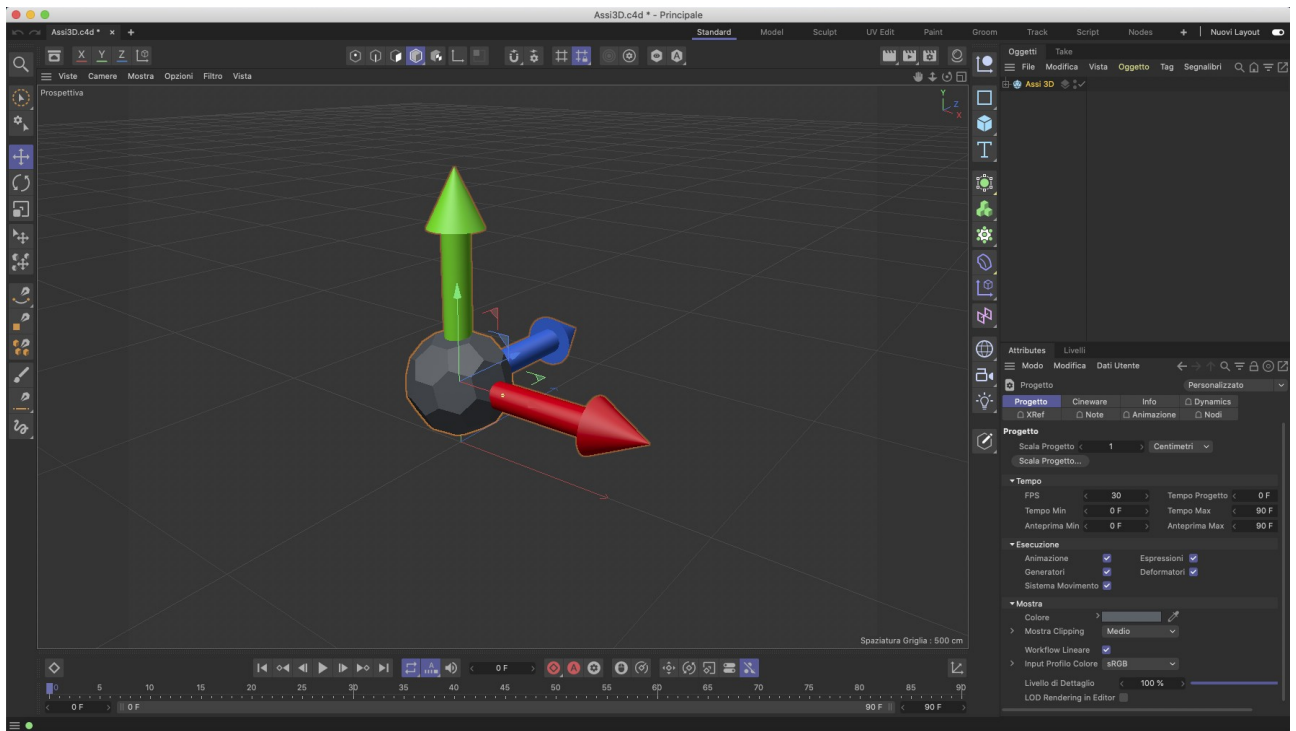 Assi3D.c4d * - Principale
Assi3D.c4d * × +
Standard Model Sculpt UV Edit Paint Groom Track Script Nodes + Nuovi Layout
X Y Z
Viste Camere Mostra Opzioni Filtro Vista
Prospettiva
Y
Z
X
Spaziatura Griglia : 500 cm
Oggetti Take
File Modifica Vista Oggetto Tag Segnalibri
Assi 3D
Attributes Livelli
Modo Modifica Dati Utente
Progetto Personalizzato
Progetto Cineware Info Dynamics
XRef Note Animazione Nodi
Progetto
Scala Progetto 1 Centimetri
Scala Progetto...
Tempo
FPS 30 Tempo Progetto 0 F
Tempo Min 0 F Tempo Max 90 F
Anteprima Min 0 F Anteprima Max 90 F
Esecuzione
Animazione Espressioni
Generatori Deformatori
Sistema Movimento
Mostra
Colore
Mostra Clipping Medio
Workflow Lineare
Input Profilo Colore sRGB
Livello di Dettaglio 100 %
LOD Rendering in Editor
0 F
0 5 10 15 20 25 30 35 40 45 50 55 60 65 70 75 80 85 90
0 F 0 F 90 F 90 F